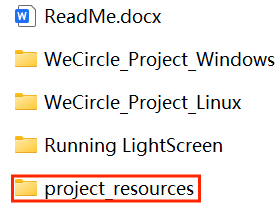 ReadMe.docx
WeCircle_Project_Windows
WeCircle_Project_Linux
Running LightScreen
project_resources